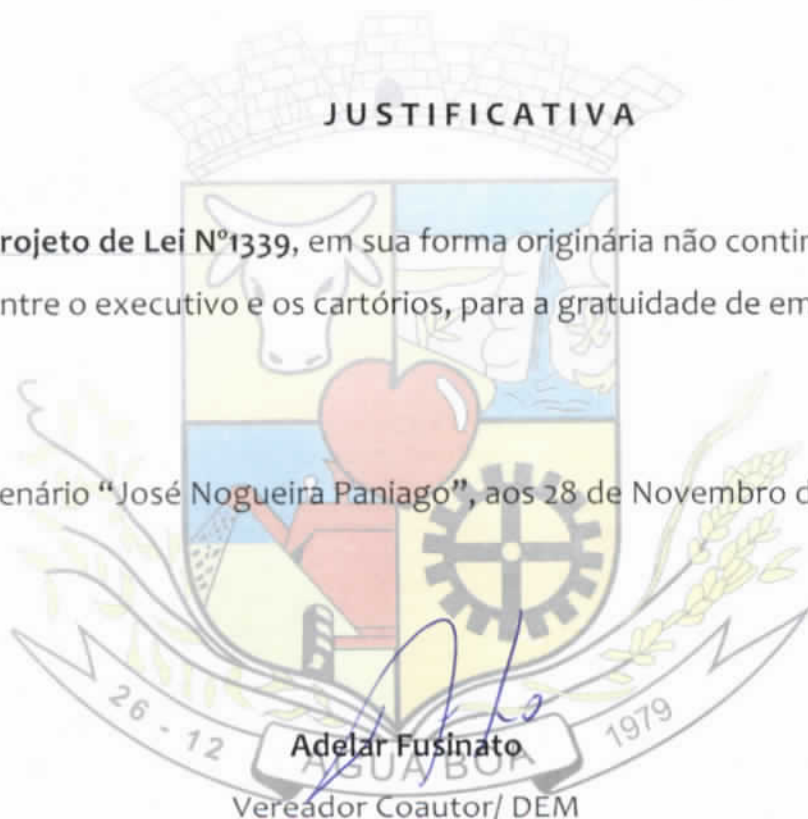 JUSTIFICATIVA
rojeto de Lei Nº1339, em sua forma originária não contin
ntre o executivo e os cartórios, para a gratuidade de em
enário “José Nogueira Paniago”, aos 28 de Novembro d
Adelar Fusinato
Vereador Coautor/ DEM
26 - 12
ÁGUA BOA
1979